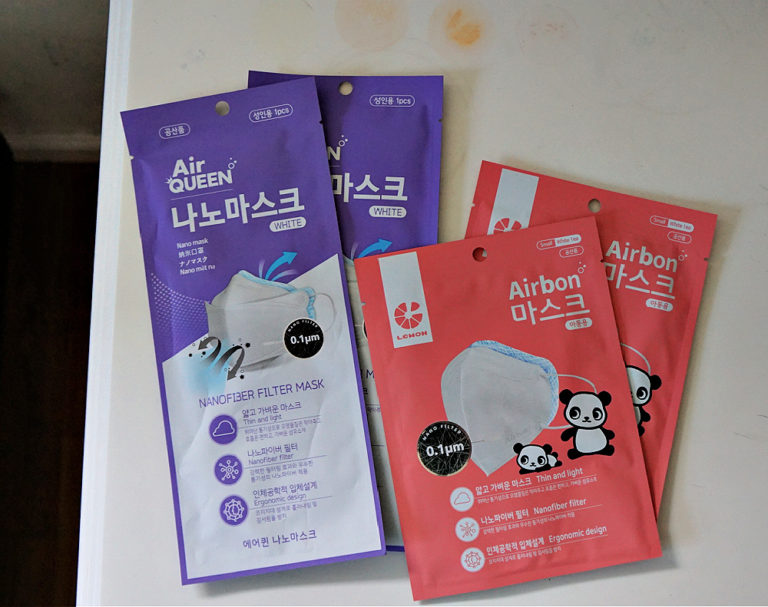 공산품
성인용 1pcs
Air
QUEEN
나노마스크
WHITE
Nano mask
納米口罩
ナノマスク
NANO FILTER
0.1μm
NANOFIBER FILTER MASK
얇고 가벼운 마스크
Thin and light
나노파이버 필터
Nanofiber filter
인체공학적 입체설계
Ergonomic design
에어퀸 나노마스크
성인용 1pcs
N
마스크
WHITE
Small White 1ea
공산품
LEMON
Airbon
마스크
아동용
NANO FILTER
0.1μm
얇고 가벼운 마스크 Thin and light
나노파이버 필터 Nanofiber filter
인체공학적 입체설계 Ergonomic design
Small White 1ea
공산품
Airbon
마스크
아동용